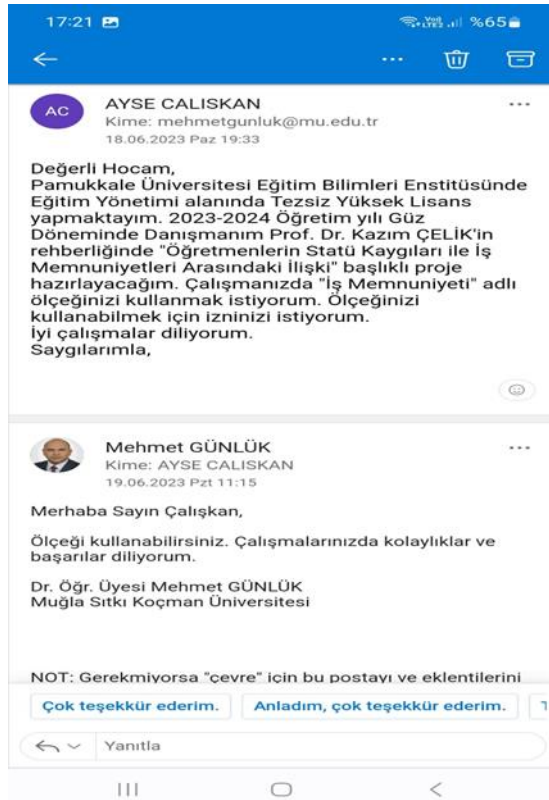 17:21 VoLTE2 %65
...
AC AYSE CALISKAN ...
Kime: mehmetgunluk@mu.edu.tr
18.06.2023 Paz 19:33
Değerli Hocam,
Pamukkale Üniversitesi Eğitim Bilimleri Enstitüsünde
Eğitim Yönetimi alanında Tezsiz Yüksek Lisans
yapmaktayım. 2023-2024 Öğretim yılı Güz
Döneminde Danışmanım Prof. Dr. Kazım ÇELİK'in
rehberliğinde "Öğretmenlerin Statü Kaygıları ile İş
Memnuniyetleri Arasındaki İlişki" başlıklı proje
hazırlayacağım. Çalışmanızda "İş Memnuniyeti" adlı
ölçeğinizi kullanmak istiyorum. Ölçeğinizi
kullanabilmek için izninizi istiyorum.
İyi çalışmalar diliyorum.
Saygılarımla,
Mehmet GÜNLÜK ...
Kime: AYSE CALISKAN
19.06.2023 Pzt 11:15
Merhaba Sayın Çalışkan,
Ölçeği kullanabilirsiniz. Çalışmalarınızda kolaylıklar ve
başarılar diliyorum.
Dr. Öğr. Üyesi Mehmet GÜNLÜK
Muğla Sıtkı Koçman Üniversitesi
NOT: Gerekmiyorsa "çevre" için bu postayı ve eklentilerini
Çok teşekkür ederim. Anladım, çok teşekkür ederim. T
Yanıtla